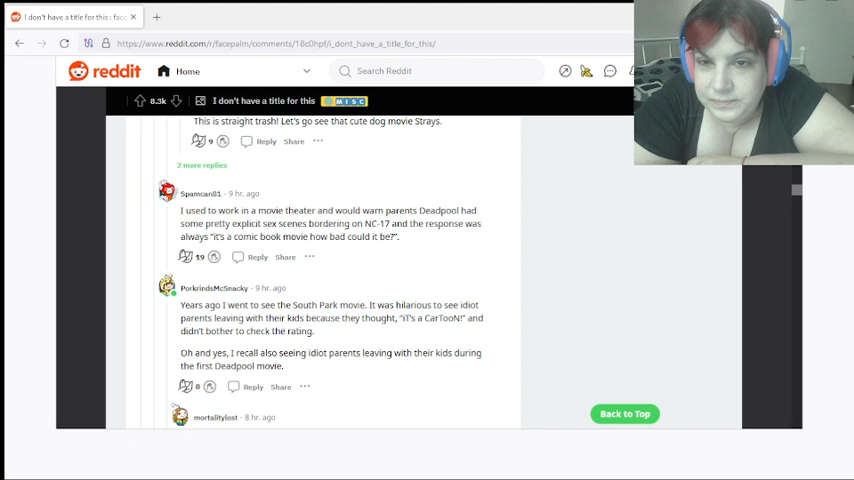 I don't have a title for this : face
https://www.reddit.com/r/facepalm/comments/18c0hpf/i_dont_have_a_title_for_this/
reddit Home Search Reddit
8.3k I don't have a title for this MISC
This is straight trash! Let's go see that cute dog movie Strays.
9 Reply Share ···
2 more replies
Spamcan81 · 9 hr. ago
I used to work in a movie theater and would warn parents Deadpool had
some pretty explicit sex scenes bordering on NC-17 and the response was
always "it's a comic book movie how bad could it be?".
19 Reply Share ···
PorkrindsMcSnacky · 9 hr. ago
Years ago I went to see the South Park movie. It was hilarious to see idiot
parents leaving with their kids because they thought, "iT's a CarTooN!" and
didn't bother to check the rating.
Oh and yes, I recall also seeing idiot parents leaving with their kids during
the first Deadpool movie.
8 Reply Share ···
Back to Top
mortalitylost · 8 hr. ago